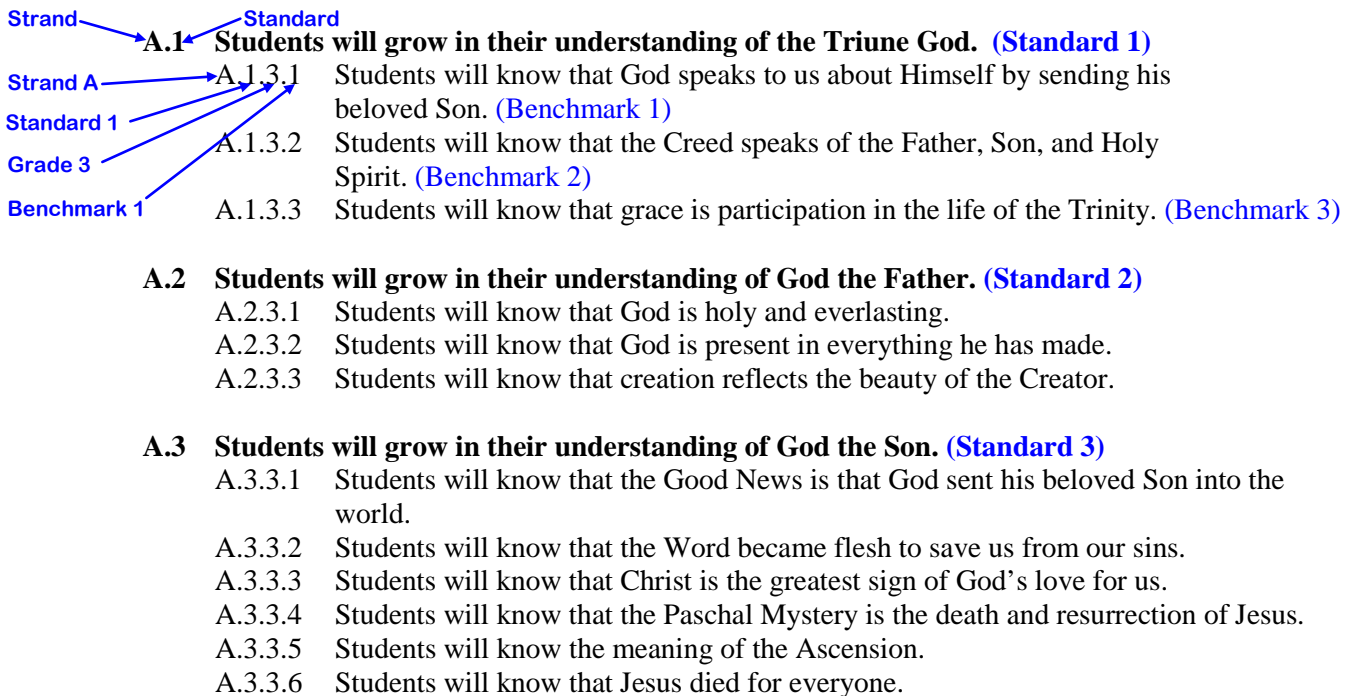 Strand Standard
A.1 Students will grow in their understanding of the Triune God. (Standard 1)
Strand A
A.1.3.1 Students will know that God speaks to us about Himself by sending his
beloved Son. (Benchmark 1)
Standard 1
A.1.3.2 Students will know that the Creed speaks of the Father, Son, and Holy
Grade 3
Spirit. (Benchmark 2)
Benchmark 1
A.1.3.3 Students will know that grace is participation in the life of the Trinity. (Benchmark 3)
A.2 Students will grow in their understanding of God the Father. (Standard 2)
A.2.3.1 Students will know that God is holy and everlasting.
A.2.3.2 Students will know that God is present in everything he has made.
A.2.3.3 Students will know that creation reflects the beauty of the Creator.
A.3 Students will grow in their understanding of God the Son. (Standard 3)
A.3.3.1 Students will know that the Good News is that God sent his beloved Son into the
world.
A.3.3.2 Students will know that the Word became flesh to save us from our sins.
A.3.3.3 Students will know that Christ is the greatest sign of God’s love for us.
A.3.3.4 Students will know that the Paschal Mystery is the death and resurrection of Jesus.
A.3.3.5 Students will know the meaning of the Ascension.
A.3.3.6 Students will know that Jesus died for everyone.